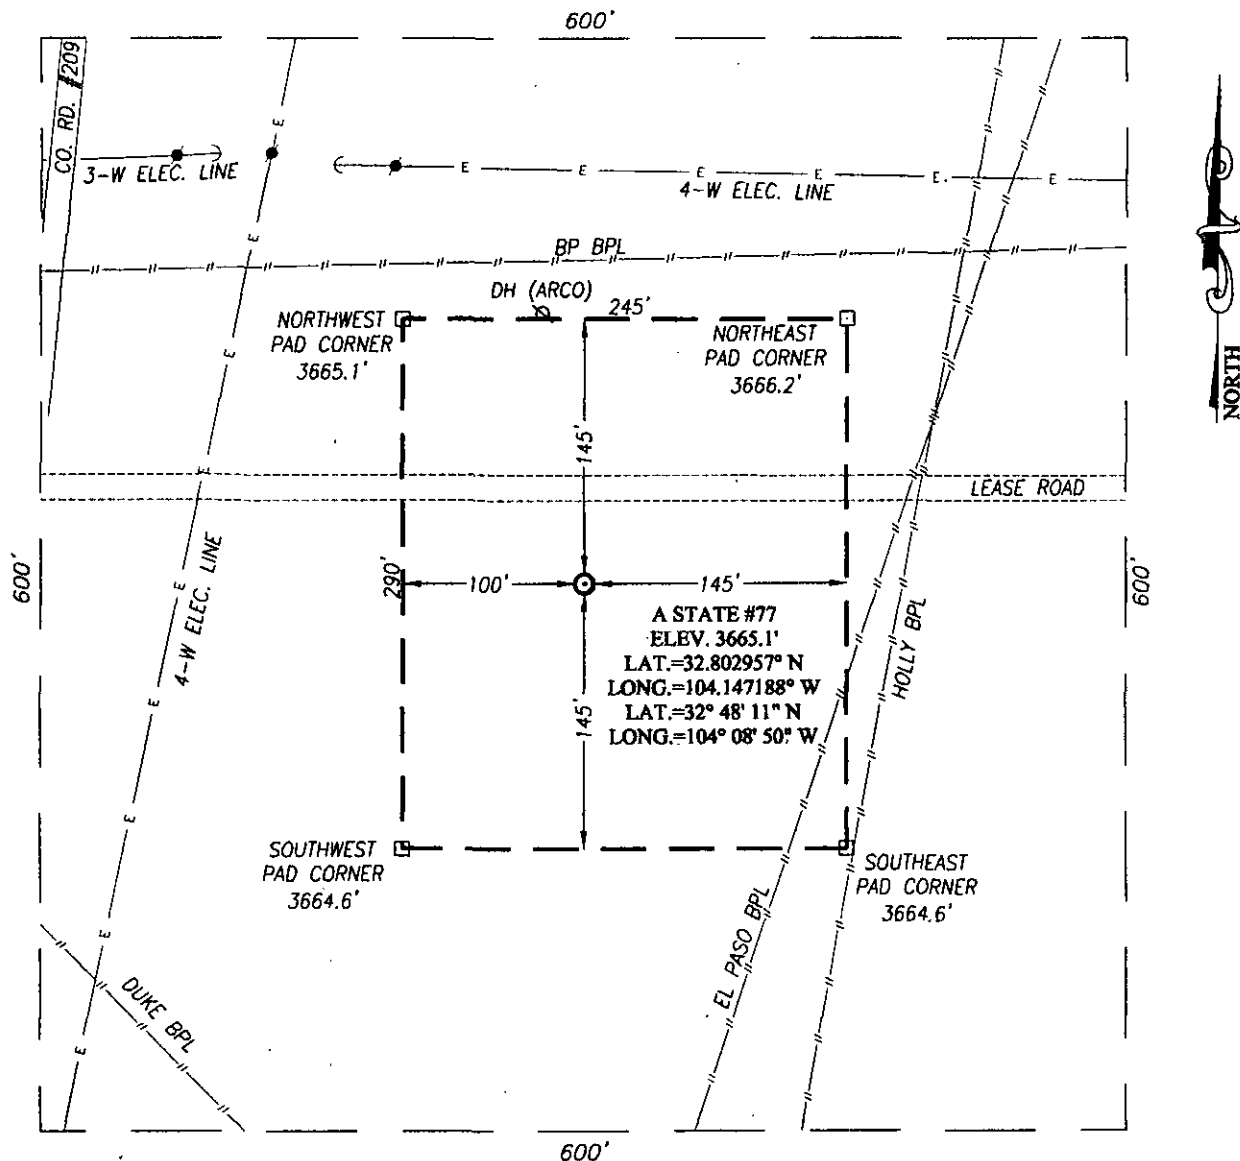 600'
CO. RD. #209
3-W ELEC. LINE
E
E
E
E
E
E
E
4-W ELEC. LINE
E
BP BPL
DH (ARCO)
245'
NORTHWEST
PAD CORNER
3665.1'
NORTHEAST
PAD CORNER
3666.2'
NORTH
E
145'
E
LEASE ROAD
600'
4-W ELEC. LINE
E
290'
100'
145'
600'
A STATE #77
ELEV. 3665.1'
LAT.=32.802957° N
LONG.=104.147188° W
LAT.=32° 48' 11" N
LONG.=104° 08' 50" W
HOLLY BPL
145'
E
E
SOUTHWEST
PAD CORNER
3664.6'
SOUTHEAST
PAD CORNER
3664.6'
E
EL PASO BPL
DUKE BPL
E
600'